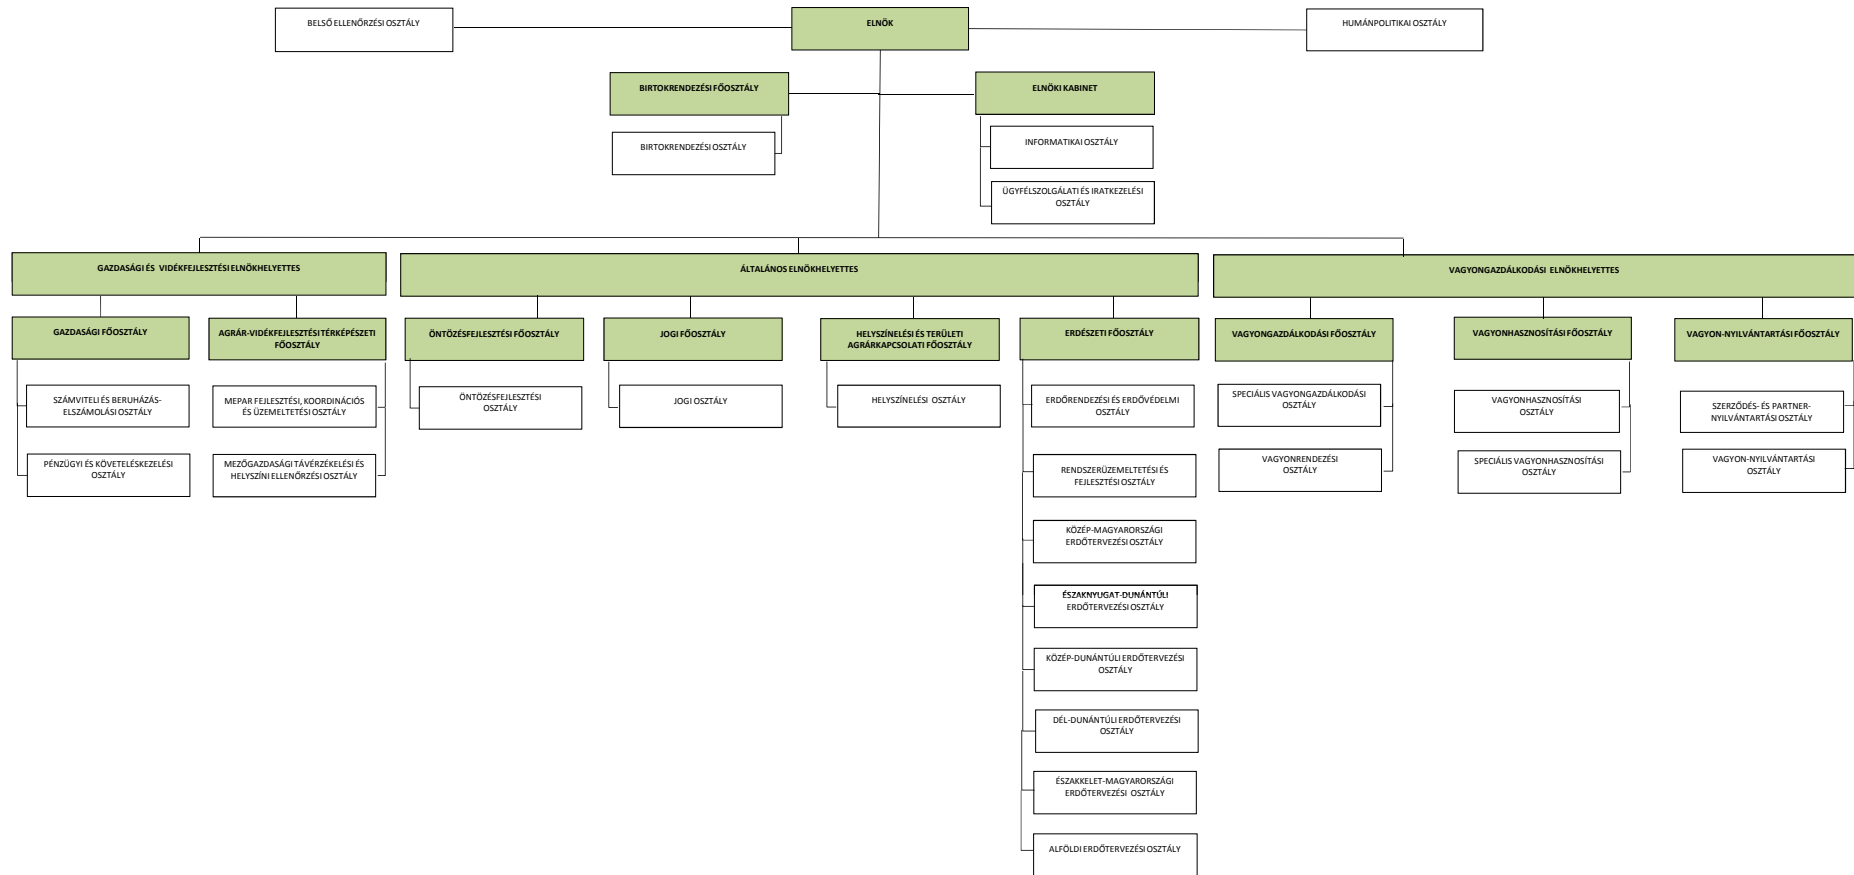 BELSŐ ELLENŐRZÉSI OSZTÁLY
ELNÖK
HUMÁNPOLITIKAI OSZTÁLY
BIRTOKRENDEZÉSI FŐOSZTÁLY
ELNÖKI KABINET
BIRTOKRENDEZÉSI OSZTÁLY
INFORMATIKAI OSZTÁLY
ÜGYFÉLSZOLGÁLATI ÉS IRATKEZELÉSI
OSZTÁLY
GAZDASÁGI ÉS VIDÉKFEJLESZTÉSI ELNÖKHELYETTES
ÁLTALÁNOS ELNÖKHELYETTES
VAGYONGAZDÁLKODÁSI ELNÖKHELYETTES
GAZDASÁGI FŐOSZTÁLY
AGRÁR-VIDÉKFEJLESZTÉSI TÉRKÉPÉSZETI
FŐOSZTÁLY
ÖNTÖZÉSFEJLESZTÉSI FŐOSZTÁLY
JOGI FŐOSZTÁLY
HELYSZÍNELÉSI ÉS TERÜLETI
AGRÁRKAPCSOLATI FŐOSZTÁLY
ERDÉSZETI FŐOSZTÁLY
VAGYONGAZDÁLKODÁSI FŐOSZTÁLY
VAGYONHASZNOSÍTÁSI FŐOSZTÁLY
VAGYON-NYILVÁNTARTÁSI FŐOSZTÁLY
SZÁMVITELI ÉS BERUHÁZÁS-
ELSZÁMOLÁSI OSZTÁLY
MEPAR FEJLESZTÉSI, KOORDINÁCIÓS
ÉS ÜZEMELTETÉSI OSZTÁLY
ÖNTÖZÉSFEJLESZTÉSI
OSZTÁLY
JOGI OSZTÁLY
HELYSZÍNELÉSI OSZTÁLY
ERDŐRENDEZÉSI ÉS ERDŐVÉDELMI
OSZTÁLY
SPECIÁLIS VAGYONGAZDÁLKODÁSI
OSZTÁLY
VAGYONHASZNOSÍTÁSI
OSZTÁLY
SZERZŐDÉS- ÉS PARTNER-
NYILVÁNTARTÁSI OSZTÁLY
PÉNZÜGYI ÉS KÖVETELÉSKEZELÉSI
OSZTÁLY
MEZŐGAZDASÁGI TÁVÉRZÉKELÉSI ÉS
HELYSZÍNI ELLENŐRZÉSI OSZTÁLY
RENDSZERÜZEMELTETÉSI ÉS
FEJLESZTÉSI OSZTÁLY
VAGYONRENDEZÉSI
OSZTÁLY
SPECIÁLIS VAGYONHASZNOSÍTÁSI
OSZTÁLY
VAGYON-NYILVÁNTARTÁSI
OSZTÁLY
KÖZÉP-MAGYARORSZÁGI
ERDŐTERVEZÉSI OSZTÁLY
ÉSZAKNYUGAT-DUNÁNTÚLI
ERDŐTERVEZÉSI OSZTÁLY
KÖZÉP-DUNÁNTÚLI ERDŐTERVEZÉSI
OSZTÁLY
DÉL-DUNÁNTÚLI ERDŐTERVEZÉSI
OSZTÁLY
ÉSZAKKELET-MAGYARORSZÁGI
ERDŐTERVEZÉSI OSZTÁLY
ALFÖLDI ERDŐTERVEZÉSI OSZTÁLY